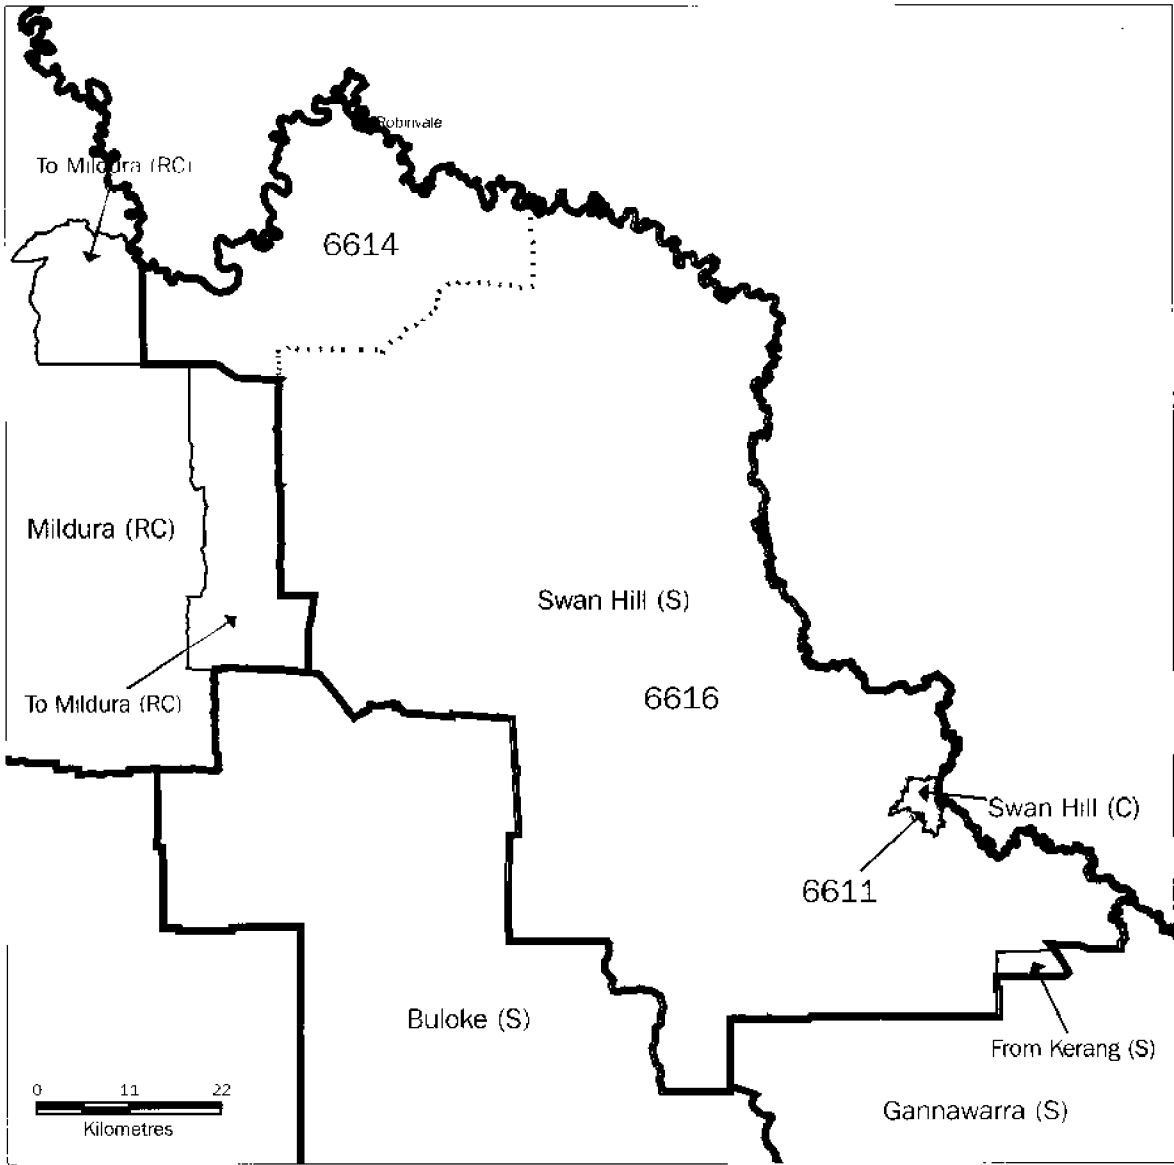 Robinvale
To Mildura (RC)
6614
Mildura (RC)
Swan Hill (S)
6616
To Mildura (RC)
Swan Hill (C)
6611
Buloke (S)
From Kerang (S)
0 11 22
Kilometres
Gannawarra (S)